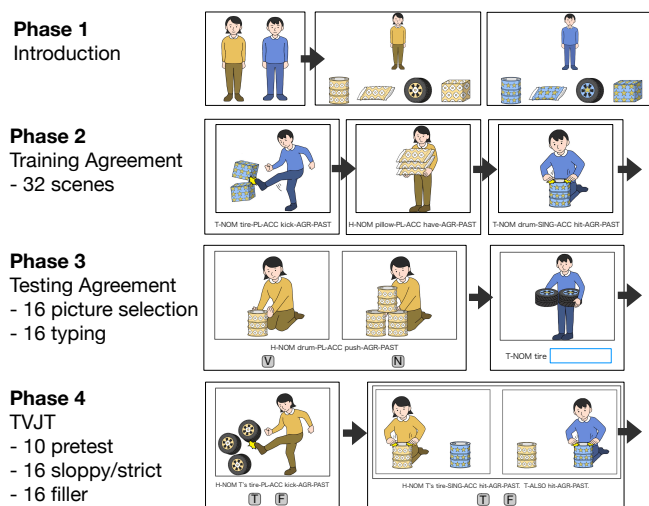 Phase 1
Introduction
Phase 2
Training Agreement
- 32 scenes
T-NOM tire-PL-ACC kick-AGR-PAST
H-NOM pillow-PL-ACC have-AGR-PAST
T-NOM drum-SING-ACC hit-AGR-PAST
Phase 3
Testing Agreement
- 16 picture selection
- 16 typing
H-NOM drum-PL-ACC push-AGR-PAST
V N
T-NOM tire
Phase 4
TVJT
- 10 pretest
- 16 sloppy/strict
- 16 filler
H-NOM T's tire-PL-ACC kick-AGR-PAST
T F
H-NOM T's tire-SING-ACC hit-AGR-PAST. T-ALSO hit-AGR-PAST.
T F